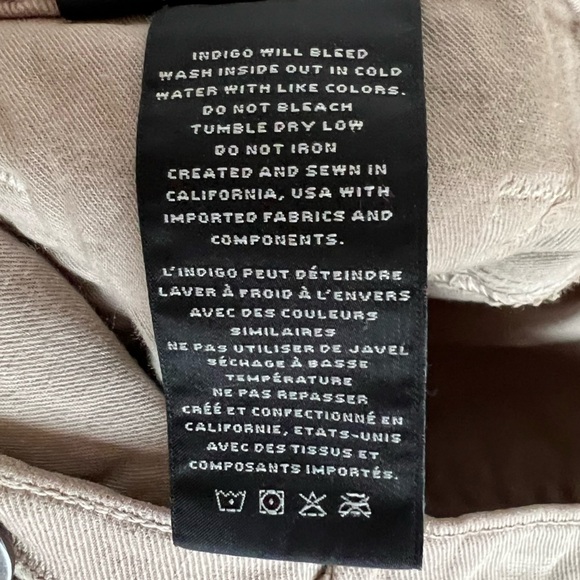 INDIGO WILL BLEED
WASH INSIDE OUT IN COLD
WATER WITH LIKE COLORS.
DO NOT BLEACH
TUMBLE DRY LOW
DO NOT IRON
CREATED AND SEWN IN
CALIFORNIA, USA WITH
IMPORTED FABRICS AND
COMPONENTS.
L'INDIGO PEUT DÉTEINDRE
LAVER À FROID À L'ENVERS
AVEC DES COULEURS
SIMILAIRES
NE PAS UTILISER DE JAVEL
SÉCHAGE À BASSE
TEMPÉRATURE
NE PAS REPASSER
CRÉÉ ET CONFECTIONNÉ EN
CALIFORNIE, ETATS-UNIS
AVEC DES TISSUS ET
COMPOSANTS IMPORTÉS.